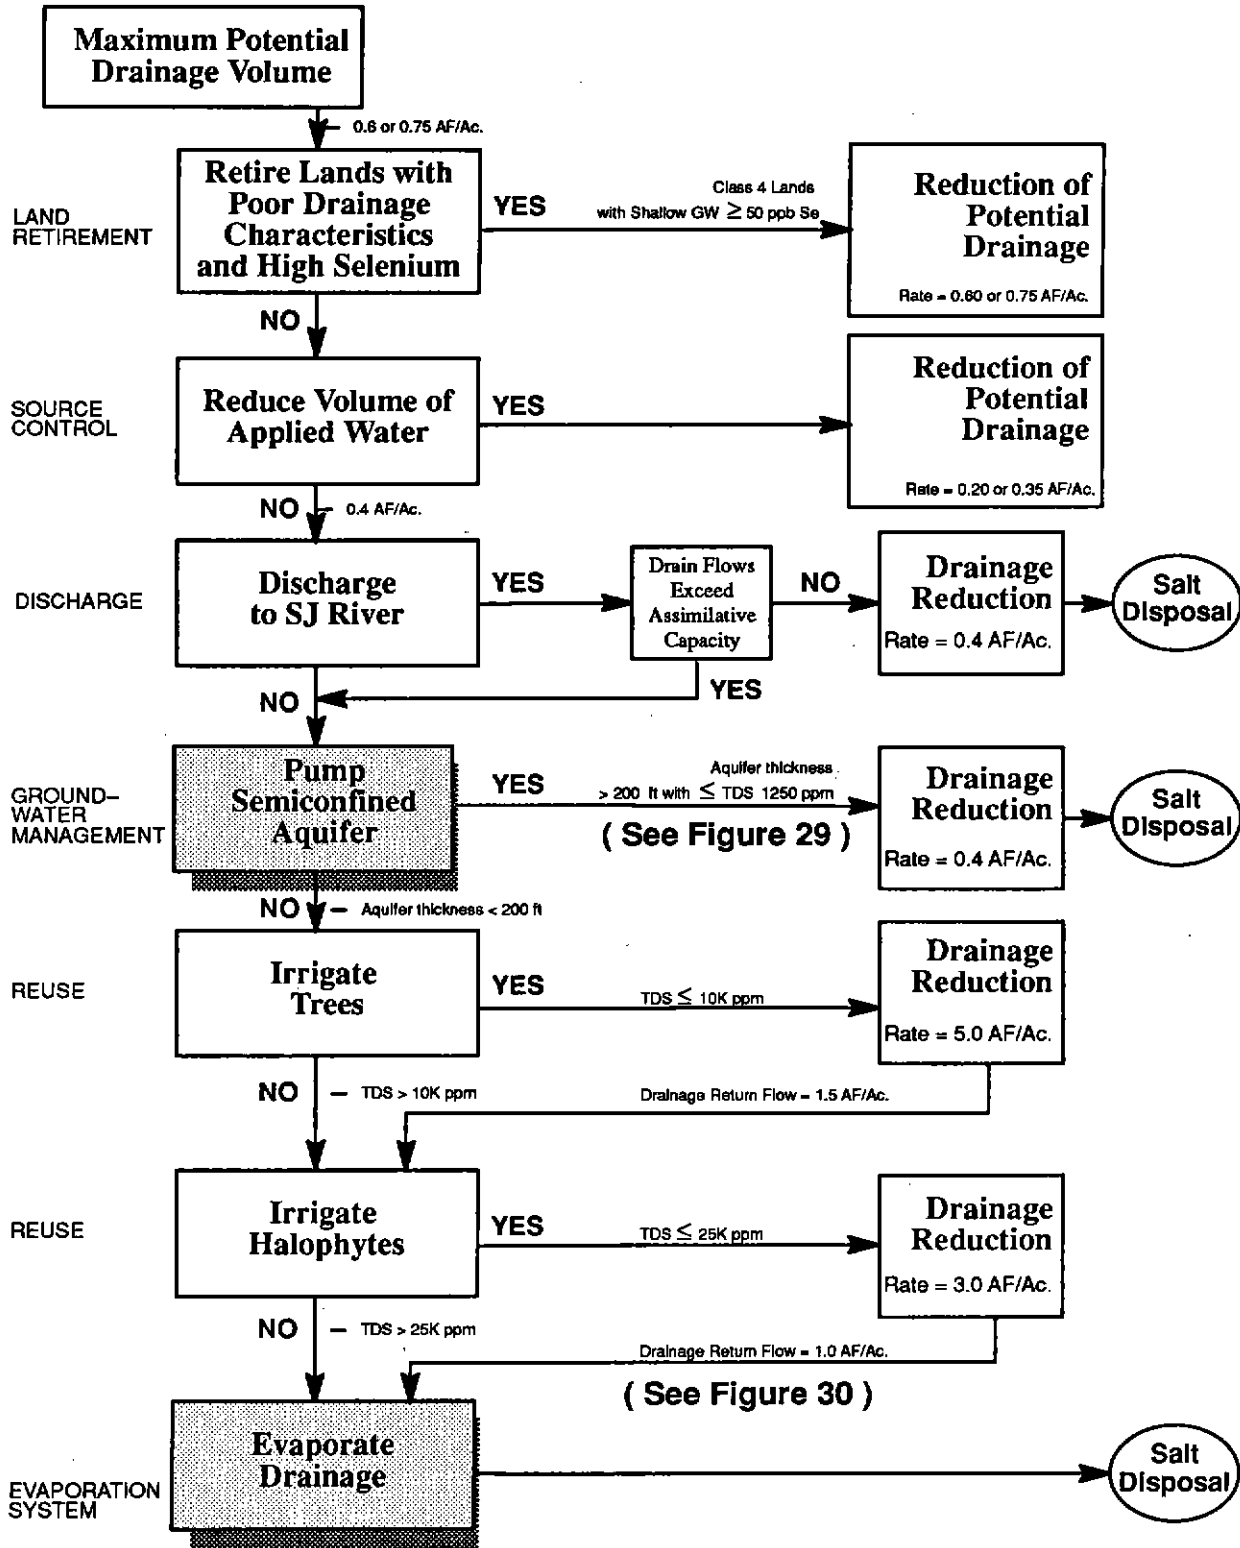 Maximum Potential
Drainage Volume
0.6 or 0.75 AF/Ac.
LAND
RETIREMENT
Retire Lands with
Poor Drainage
Characteristics
and High Selenium
YES
Class 4 Lands
with Shallow GW ≥ 50 ppb Se
Reduction of
Potential
Drainage
Rate = 0.60 or 0.75 AF/Ac.
NO
SOURCE
CONTROL
Reduce Volume of
Applied Water
YES
Reduction of
Potential
Drainage
Rate = 0.20 or 0.35 AF/Ac.
NO
0.4 AF/Ac.
DISCHARGE
Discharge
to SJ River
YES
Drain Flows
Exceed
Assimilative
Capacity
NO
Drainage
Reduction
Rate = 0.4 AF/Ac.
Salt
Disposal
NO
YES
GROUND-
WATER
MANAGEMENT
Pump
Semiconfined
Aquifer
YES
Aquifer thickness
> 200 ft with ≤ TDS 1250 ppm
( See Figure 29 )
Drainage
Reduction
Rate = 0.4 AF/Ac.
Salt
Disposal
NO
– Aquifer thickness < 200 ft
REUSE
Irrigate
Trees
YES
TDS ≤ 10K ppm
Drainage
Reduction
Rate = 5.0 AF/Ac.
NO
– TDS > 10K ppm
Drainage Return Flow = 1.5 AF/Ac.
REUSE
Irrigate
Halophytes
YES
TDS ≤ 25K ppm
Drainage
Reduction
Rate = 3.0 AF/Ac.
NO
– TDS > 25K ppm
Drainage Return Flow = 1.0 AF/Ac.
( See Figure 30 )
EVAPORATION
SYSTEM
Evaporate
Drainage
Salt
Disposal